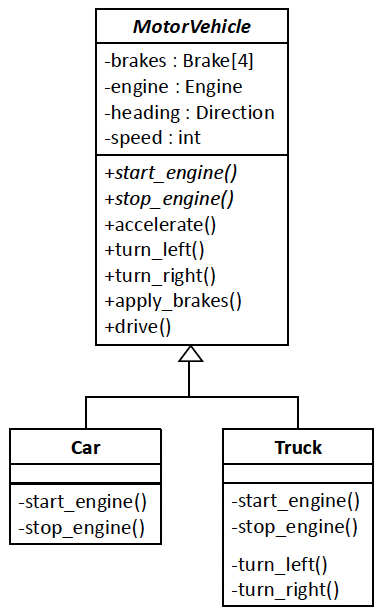 MotorVehicle
-brakes : Brake[4]
-engine : Engine
-heading : Direction
-speed : int
+start_engine()
+stop_engine()
+accelerate()
+turn_left()
+turn_right()
+apply_brakes()
+drive()
Car
-start_engine()
-stop_engine()
Truck
-start_engine()
-stop_engine()
-turn_left()
-turn_right()